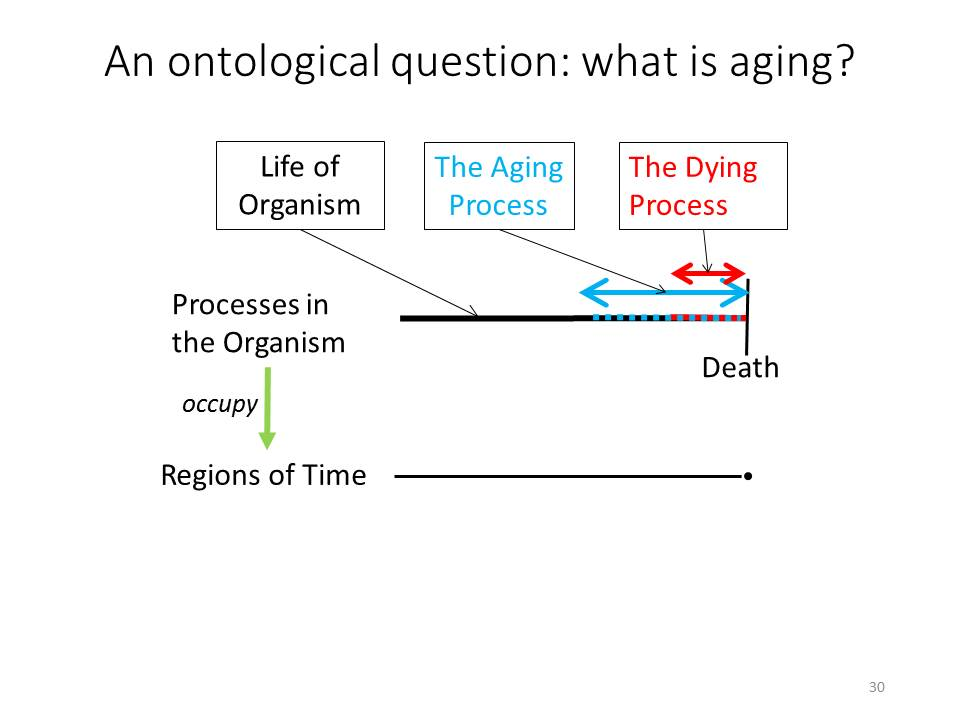 An ontological question: what is aging?
Life of
Organism
The Aging
Process
The Dying
Process
Processes in
the Organism
Death
occupy
Regions of Time
30